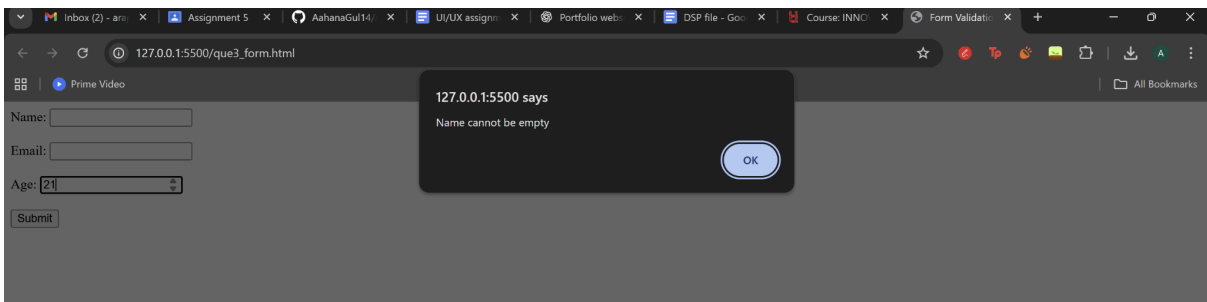 Inbox (2) - ara
Assignment 5
AahanaGul14/
UI/UX assignm
Portfolio webs
DSP file - Goo
Course: INNO
Form Validatio
127.0.0.1:5500/que3_form.html
Tp
A
Prime Video
All Bookmarks
127.0.0.1:5500 says
Name cannot be empty
OK
Name:
Email:
Age: 21
Submit